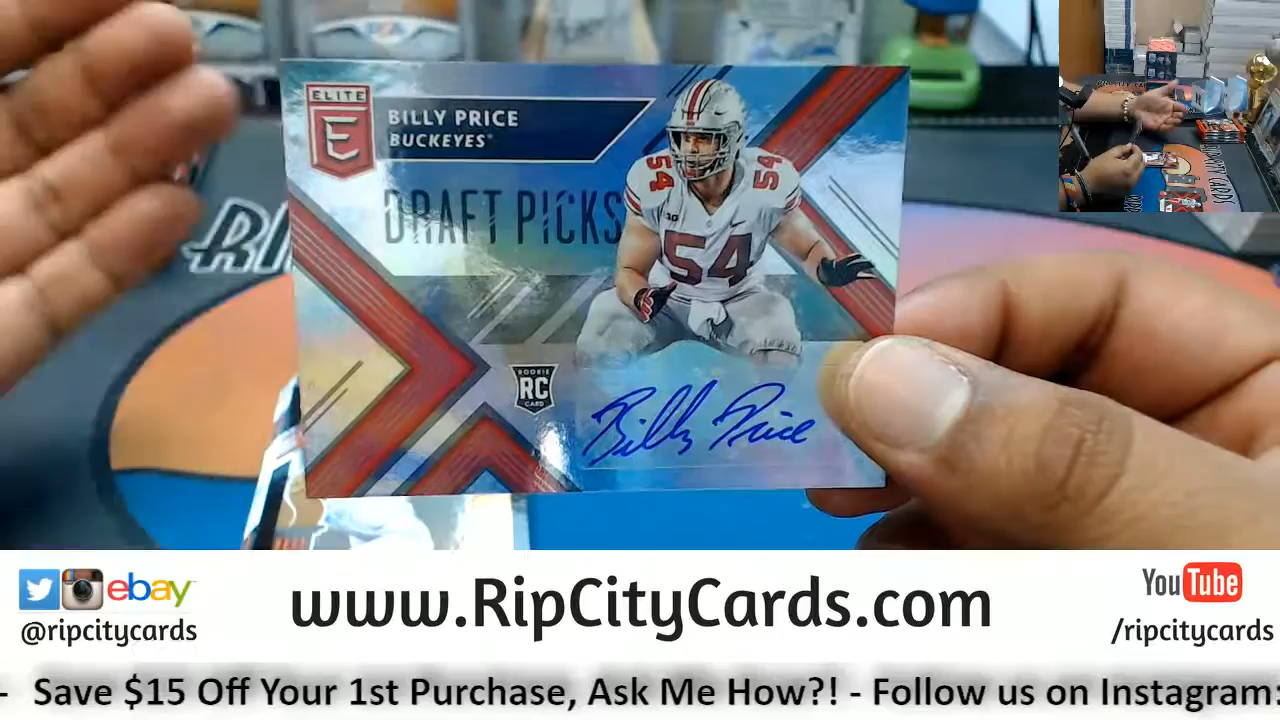 ELITE
E
BILLY PRICE
BUCKEYES
DRAFT PICKS
54
54
54
ROOKIE
RC
CARD
Billy Price
RI
www.RipCityCards.com
ebay
@ripcitycards
YouTube
/ripcitycards
- Save $15 Off Your 1st Purchase, Ask Me How?! - Follow us on Instagram: